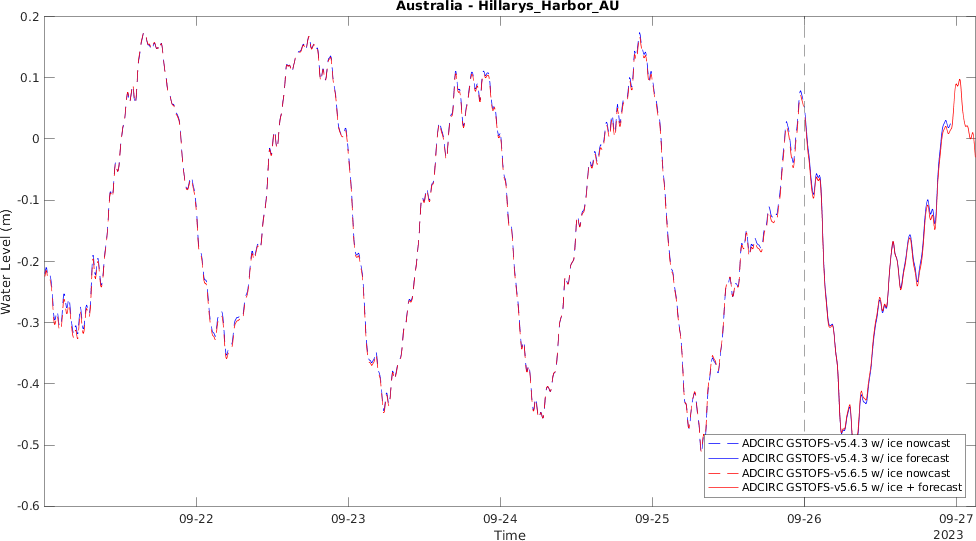 Australia - Hillarys_Harbor_AU
Water Level (m)
0.2
0.1
0
-0.1
-0.2
-0.3
-0.4
-0.5
-0.6
ADCIRC GSTOFS-v5.4.3 w/ ice nowcast
ADCIRC GSTOFS-v5.4.3 w/ ice forecast
ADCIRC GSTOFS-v5.6.5 w/ ice nowcast
ADCIRC GSTOFS-v5.6.5 w/ ice + forecast
09-22 09-23 09-24 09-25 09-26 09-27
Time
2023